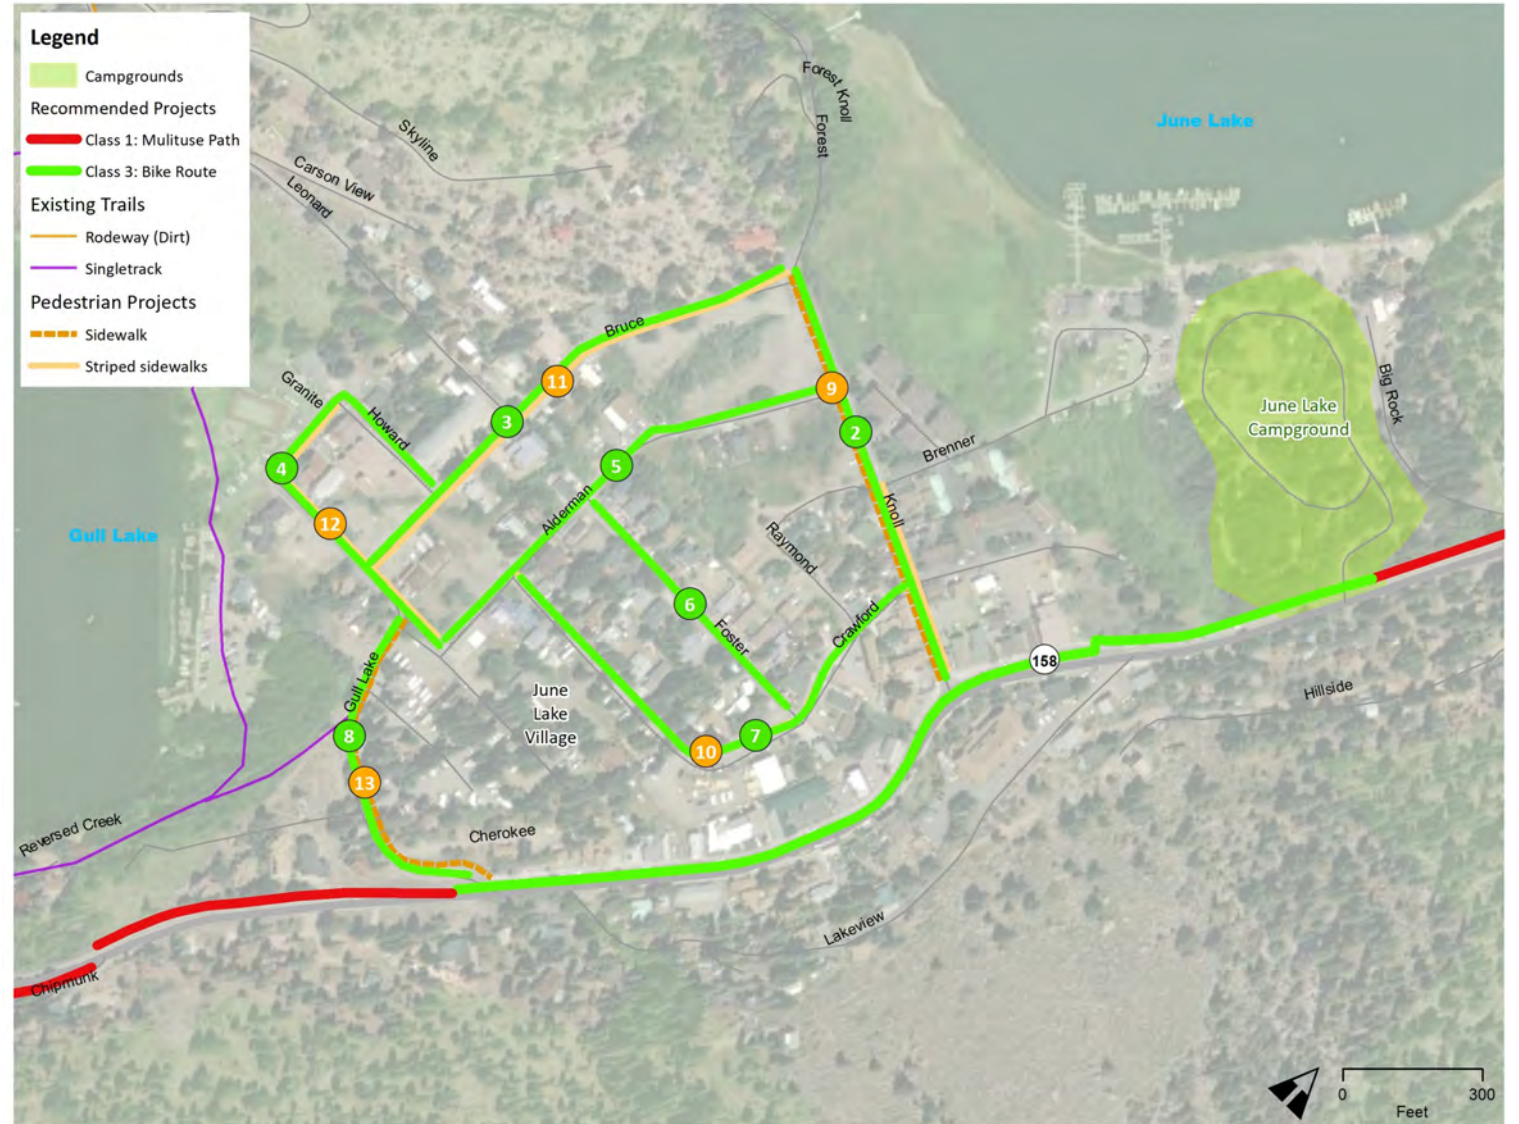 Legend
Campgrounds
Recommended Projects
Class 1: Mulituse Path
Class 3: Bike Route
Existing Trails
Rodeway (Dirt)
Singletrack
Pedestrian Projects
Sidewalk
Striped sidewalks
Forest Knoll
Forest
June Lake
Skyline
Carson View
Leonard
Bruce
Granite
Howard
11
3
9
2
4
5
12
Big Rock
June Lake
Campground
Brenner
Knoll
Alderman
Raymond
Gull Lake
6
Foster
Crawford
158
Hillside
Gull Lake
June
Lake
Village
8
10
7
13
Reversed Creek
Cherokee
Lakeview
Chipmunk
0
300
Feet